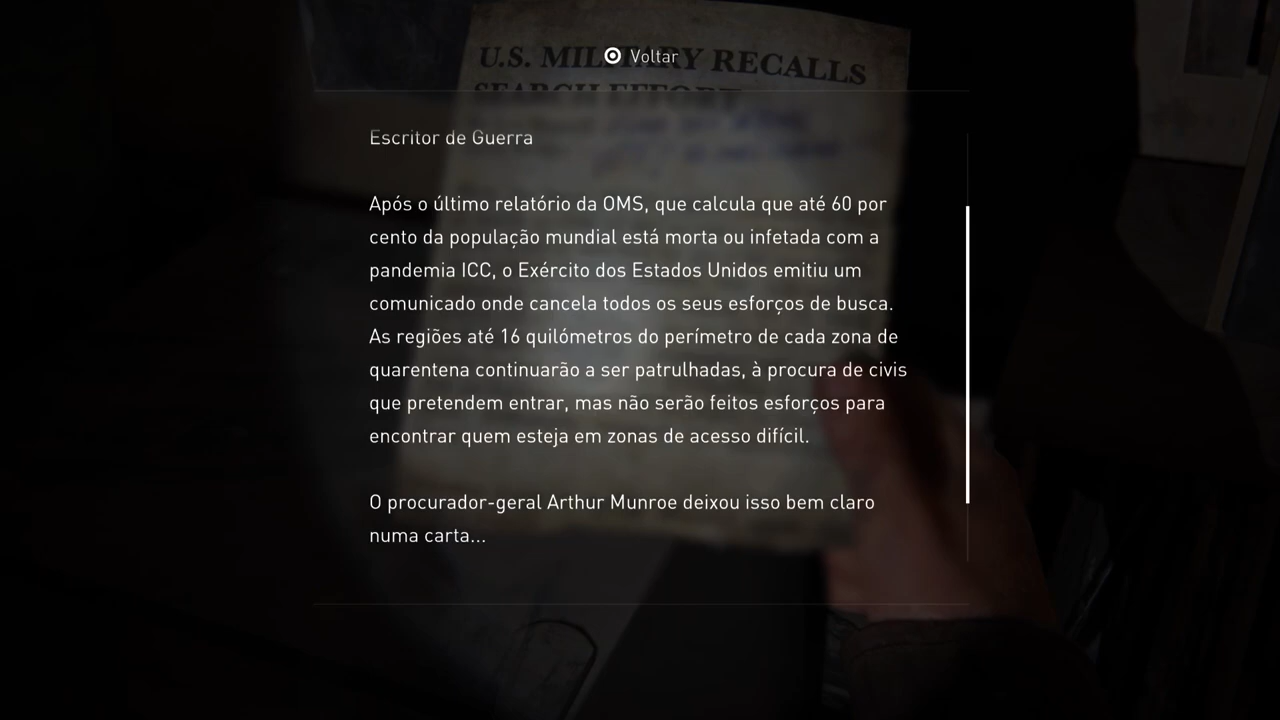 U.S. MILITARY RECALLS
SEARCH EFFORT
Voltar
Escritor de Guerra
Após o último relatório da OMS, que calcula que até 60 por
cento da população mundial está morta ou infetada com a
pandemia ICC, o Exército dos Estados Unidos emitiu um
comunicado onde cancela todos os seus esforços de busca.
As regiões até 16 quilómetros do perímetro de cada zona de
quarentena continuarão a ser patrulhadas, à procura de civis
que pretendem entrar, mas não serão feitos esforços para
encontrar quem esteja em zonas de acesso difícil.
O procurador-geral Arthur Munroe deixou isso bem claro
numa carta...